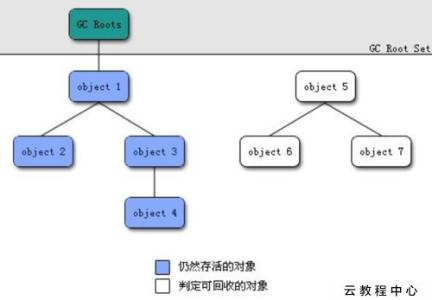 GC Roots
GC Root Set
object 1
object 5
object 2
object 3
object 6
object 7
object 4
仍然存活的对象
判定可回收的对象
云教程中心